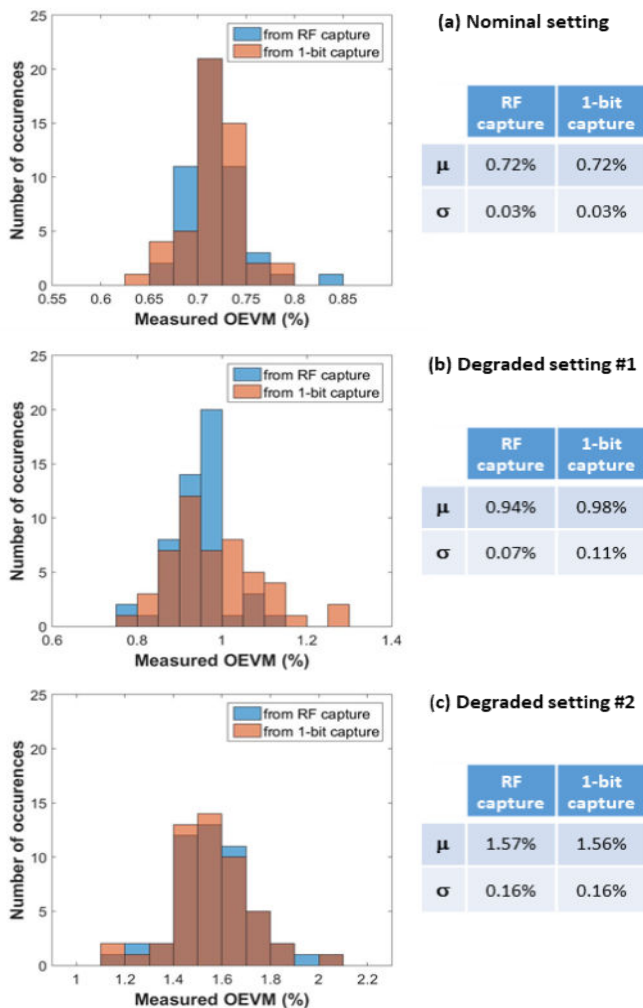 (a) Nominal setting
from RF capture
from 1-bit capture
Number of occurences
25
20
15
10
5
0
0.55 0.6 0.65 0.7 0.75 0.8 0.85
Measured OEVM (%)
RF capture 1-bit capture
μ 0.72% 0.72%
σ 0.03% 0.03%
(b) Degraded setting #1
from RF capture
from 1-bit capture
Number of occurences
25
20
15
10
5
0
0.6 0.8 1 1.2 1.4
Measured OEVM (%)
RF capture 1-bit capture
μ 0.94% 0.98%
σ 0.07% 0.11%
(c) Degraded setting #2
from RF capture
from 1-bit capture
Number of occurences
25
20
15
10
5
0
1 1.2 1.4 1.6 1.8 2 2.2
Measured OEVM (%)
RF capture 1-bit capture
μ 1.57% 1.56%
σ 0.16% 0.16%